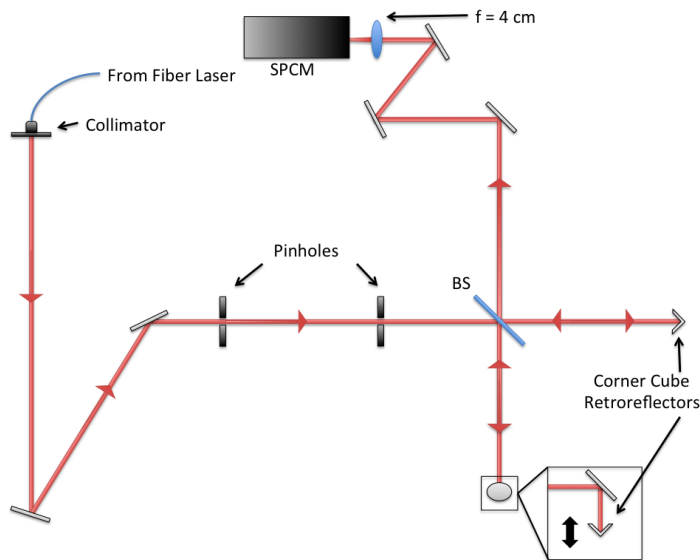 f = 4 cm
SPCM
From Fiber Laser
Collimator
Pinholes
BS
Corner Cube
Retroreflectors